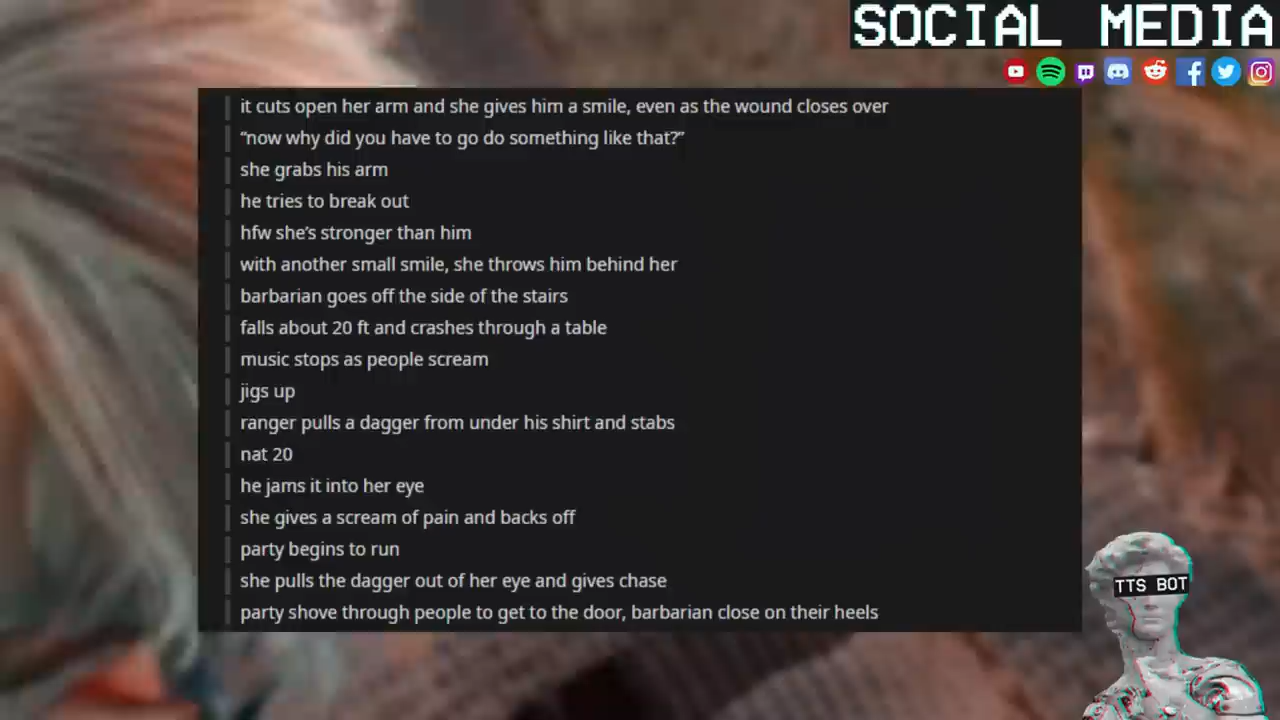 SOCIAL MEDIA
it cuts open her arm and she gives him a smile, even as the wound closes over
“now why did you have to go do something like that?”
she grabs his arm
he tries to break out
hfw she’s stronger than him
with another small smile, she throws him behind her
barbarian goes off the side of the stairs
falls about 20 ft and crashes through a table
music stops as people scream
jigs up
ranger pulls a dagger from under his shirt and stabs
nat 20
he jams it into her eye
she gives a scream of pain and backs off
party begins to run
she pulls the dagger out of her eye and gives chase
party shove through people to get to the door, barbarian close on their heels
TTS BOT